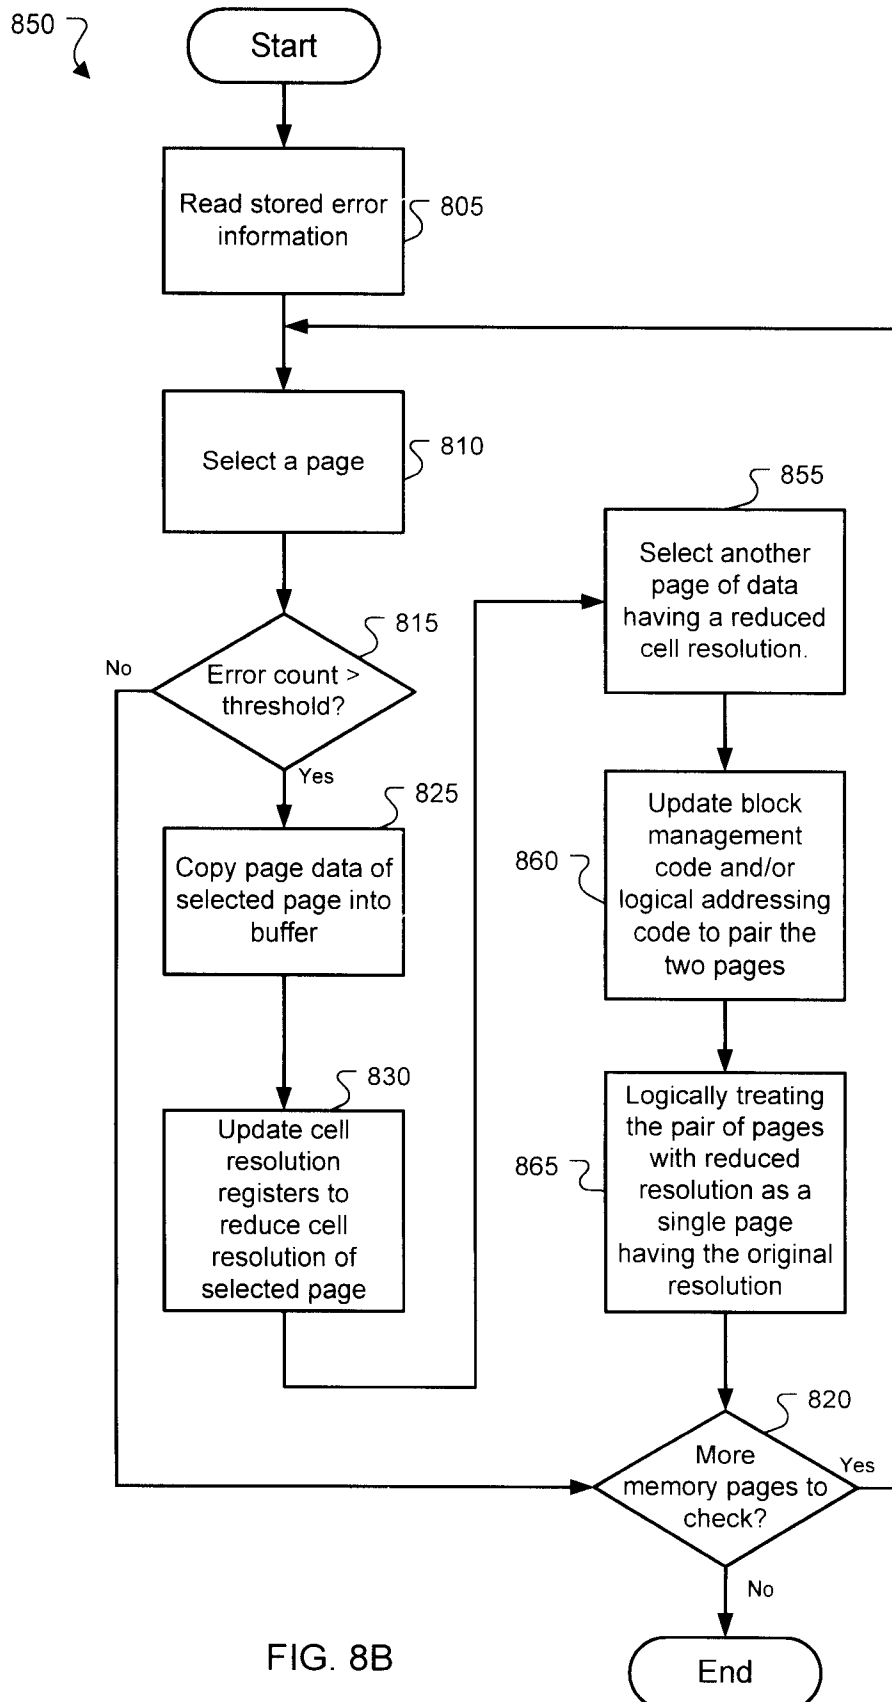 850
Start
Read stored error
information
805
Select a page
810
Error count >
threshold?
815
No
Yes
Copy page data of
selected page into
buffer
825
Update cell
resolution
registers to
reduce cell
resolution of
selected page
830
Select another
page of data
having a reduced
cell resolution.
855
Update block
management
code and/or
logical addressing
code to pair the
two pages
860
Logically treating
the pair of pages
with reduced
resolution as a
single page
having the original
resolution
865
More
memory pages to
check?
820
Yes
No
End
FIG. 8B